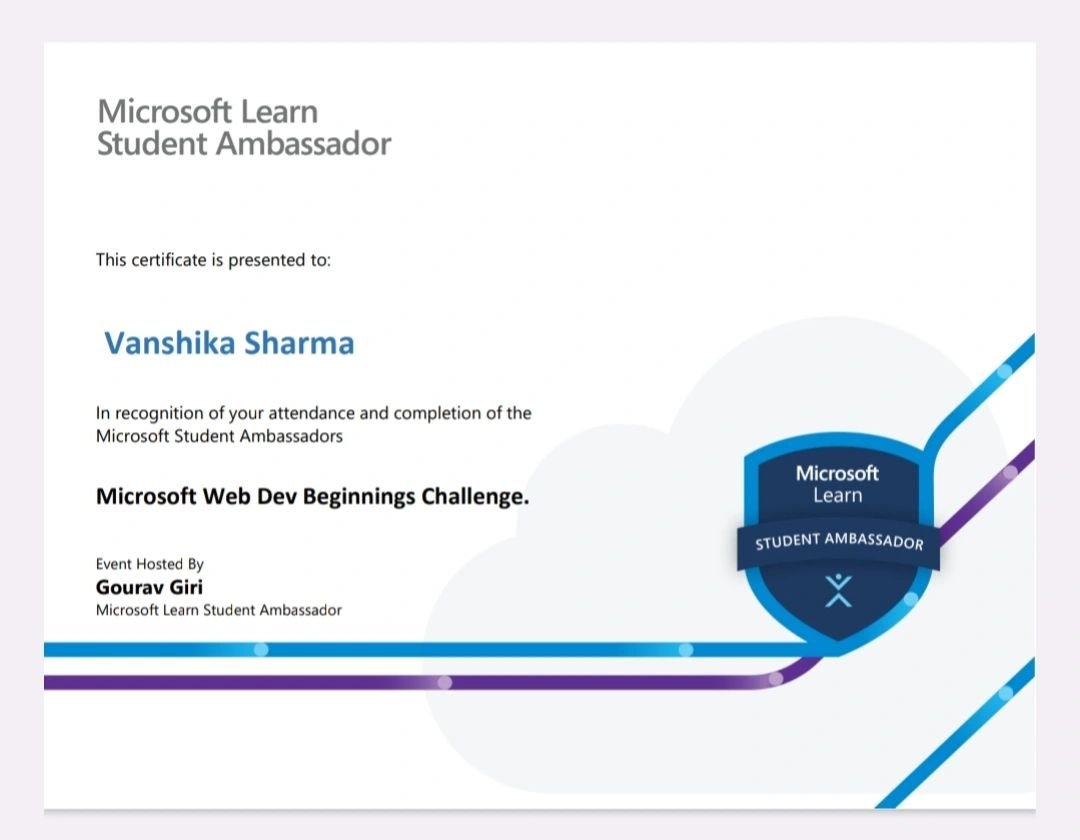 Microsoft Learn
Student Ambassador
This certificate is presented to:
Vanshika Sharma
In recognition of your attendance and completion of the
Microsoft Student Ambassadors
Microsoft Web Dev Beginnings Challenge.
Event Hosted By
Gourav Giri
Microsoft Learn Student Ambassador
Microsoft
Learn
STUDENT AMBASSADOR